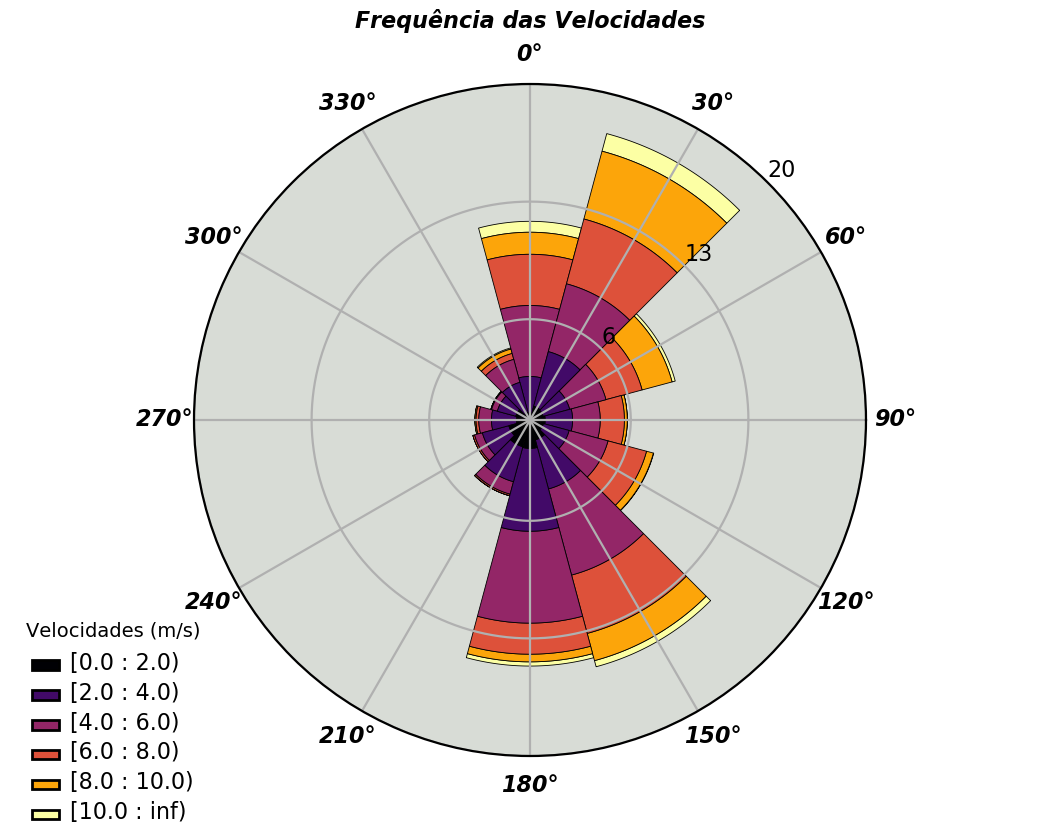 Frequência das Velocidades
0°
330°
30°
20
300°
60°
13
6
270°
90°
240°
120°
210°
150°
180°
Velocidades (m/s)
[0.0 : 2.0)
[2.0 : 4.0)
[4.0 : 6.0)
[6.0 : 8.0)
[8.0 : 10.0)
[10.0 : inf)